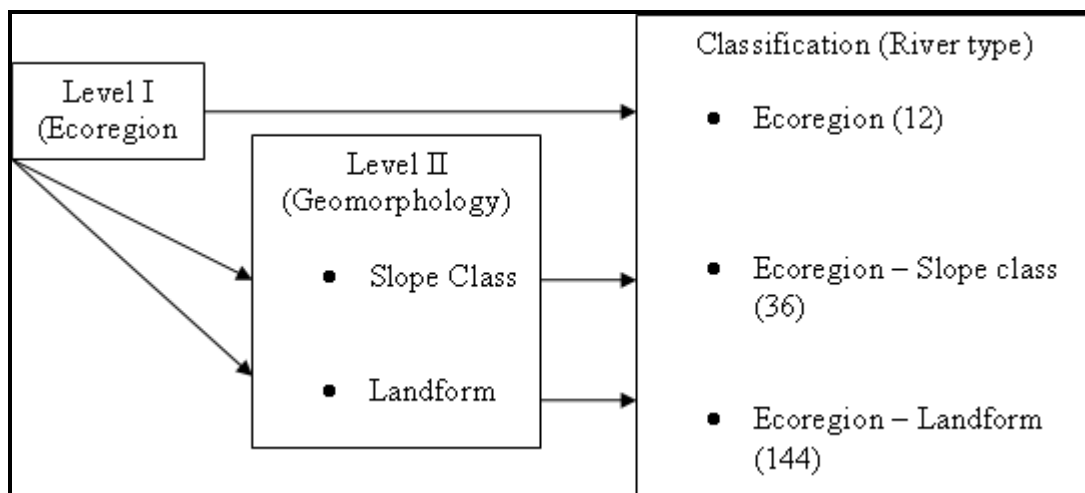 Level I
(Ecoregion
Level II
(Geomorphology)
● Slope Class
● Landform
Classification (River type)
● Ecoregion (12)
● Ecoregion – Slope class
(36)
● Ecoregion – Landform
(144)